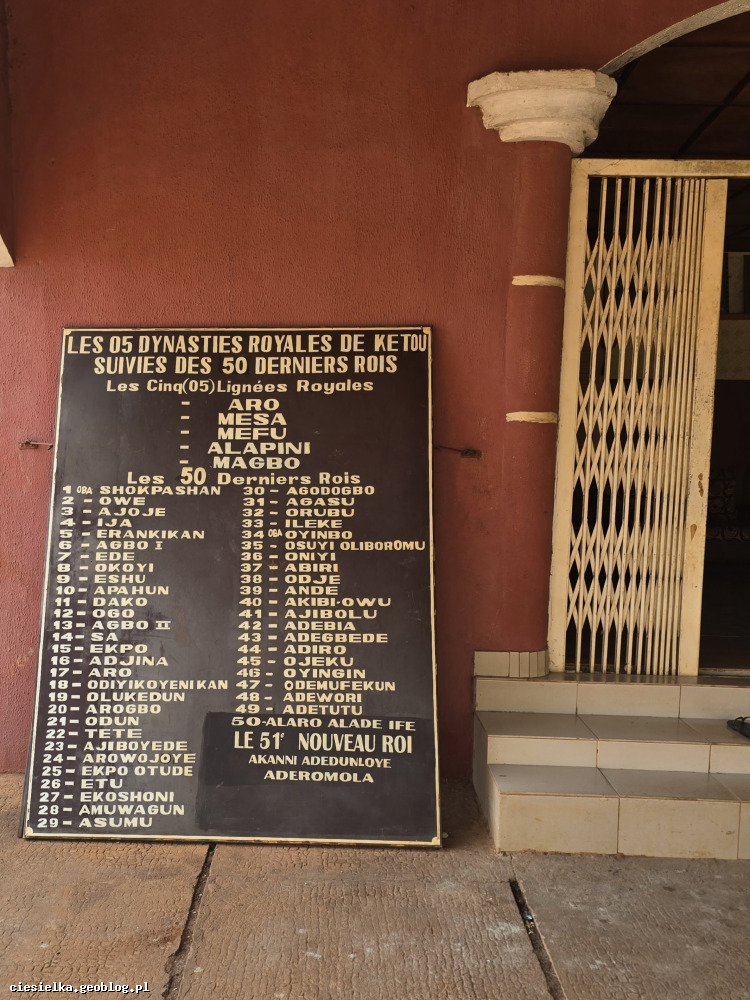 LES 05 DYNASTIES ROYALES DE KETOU
SUIVIES DES 50 DERNIERS ROIS
Les Cinq(05) Lignées Royales
- ARO
- MESA
- MEFU
- ALAPINI
- MAGBO
Les 50 Derniers Rois
1 OBA SHOKPASHAN
2 - OWE
3 - AJOJE
4 - IJA
5 - ERANKIKAN
6 - AGBO I
7 - EDE
8 - OKOYI
9 - ESHU
10 - APAHUN
11 - DAKO
12 - OGO
13 - AGBO II
14 - SA
15 - EKPO
16 - ADJINA
17 - ARO
18 - ODIYIKOYENIKAN
19 - OLUKEDUN
20 - AROGBO
21 - ODUN
22 - TETE
23 - AJIBOYEDE
24 - AROWOJOYE
25 - EKPO OTUDE
26 - ETU
27 - EKOSHONI
28 - AMUWAGUN
29 - ASUMU
30 - AGODOGBO
31 - AGASU
32 - ORUBU
33 - ILEKE
34 OBA OYINBO
35 - OSUYI OLIBOROMU
36 - ONIYI
37 - ABIRI
38 - ODJE
39 - ANDE
40 - AKIBI-OWU
41 - AJIBOLU
42 - ADEBIA
43 - ADEGBEDE
44 - ADIRO
45 - OJEKU
46 - OYINGIN
47 - ODEMUFEKUN
48 - ADEWORI
49 - ADETUTU
50-ALARO ALADE IFE
LE 51e NOUVEAU ROI
AKANNI ADEDUNLOYE
ADEROMOLA
ciesielka.geoblog.pl